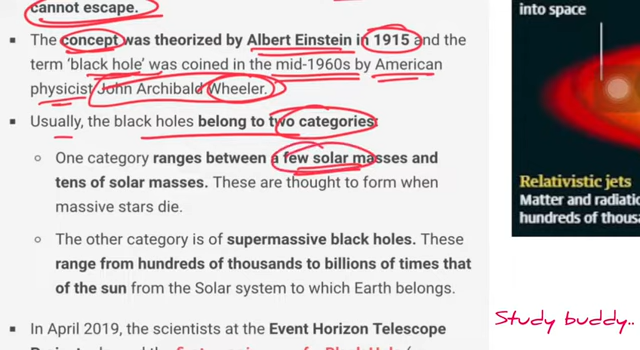 cannot escape.
The concept was theorized by Albert Einstein in 1915 and the
term ‘black hole’ was coined in the mid-1960s by American
physicist John Archibald Wheeler.
Usually, the black holes belong to two categories:
One category ranges between a few solar masses and
tens of solar masses. These are thought to form when
massive stars die.
The other category is of supermassive black holes. These
range from hundreds of thousands to billions of times that
of the sun from the Solar system to which Earth belongs.
In April 2019, the scientists at the Event Horizon Telescope
into space
Relativistic jets
Matter and
hundreds of
Study buddy..